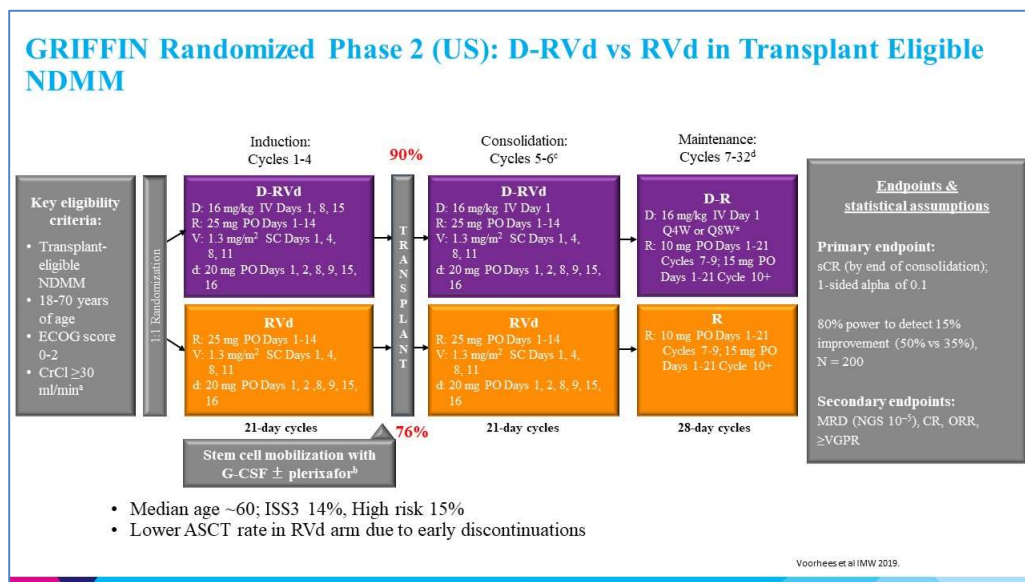 GRIFFIN Randomized Phase 2 (US): D-RVd vs RVd in Transplant Eligible
NDMM
Key eligibility
criteria:
• Transplant-
eligible
NDMM
• 18-70 years
of age
• ECOG score
0-2
• CrCl ≥30
ml/minᵃ
1:1 Randomization
Induction:
Cycles 1-4
D-RVd
D: 16 mg/kg IV Days 1, 8, 15
R: 25 mg PO Days 1-14
V: 1.3 mg/m² SC Days 1, 4,
8, 11
d: 20 mg PO Days 1, 2, 8, 9, 15,
16
RVd
R: 25 mg PO Days 1-14
V: 1.3 mg/m² SC Days 1, 4,
8, 11
d: 20 mg PO Days 1, 2 ,8, 9, 15,
16
21-day cycles
Stem cell mobilization with
G-CSF ± plerixaforᵇ
90%
TRANSPLANT
76%
Consolidation:
Cycles 5-6ᶜ
D-RVd
D: 16 mg/kg IV Day 1
R: 25 mg PO Days 1-14
V: 1.3 mg/m² SC Days 1, 4,
8, 11
d: 20 mg PO Days 1, 2, 8, 9, 15,
16
RVd
R: 25 mg PO Days 1-14
V: 1.3 mg/m² SC Days 1, 4,
8, 11
d: 20 mg PO Days 1, 2, 8, 9, 15,
16
21-day cycles
Maintenance:
Cycles 7-32ᵈ
D-R
D: 16 mg/kg IV Day 1
Q4W or Q8Wᵉ
R: 10 mg PO Days 1-21
Cycles 7-9; 15 mg PO
Days 1-21 Cycle 10+
R
R: 10 mg PO Days 1-21
Cycles 7-9; 15 mg PO
Days 1-21 Cycle 10+
28-day cycles
Endpoints &
statistical assumptions
Primary endpoint:
sCR (by end of consolidation);
1-sided alpha of 0.1
80% power to detect 15%
improvement (50% vs 35%),
N = 200
Secondary endpoints:
MRD (NGS 10⁻⁵), CR, ORR,
≥VGPR
• Median age ~60; ISS3 14%, High risk 15%
• Lower ASCT rate in RVd arm due to early discontinuations
Voorhees et al IMW 2019.